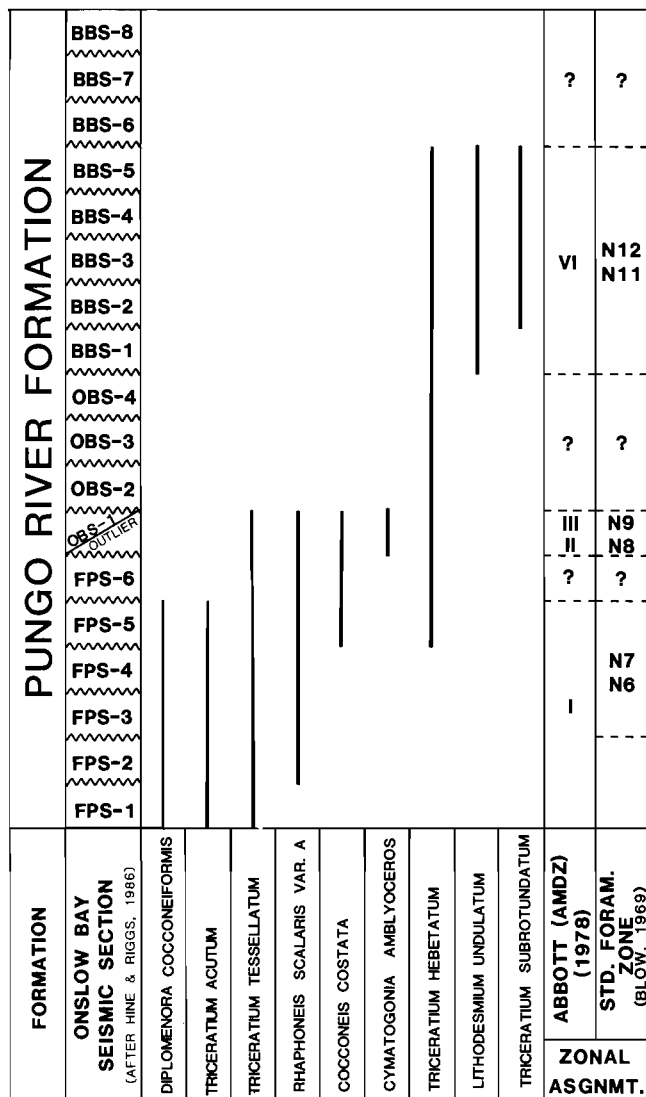 PUNGO RIVER FORMATION
BBS-8
BBS-7 ? ?
BBS-6
BBS-5
BBS-4
BBS-3 VI N12
BBS-2 N11
BBS-1
OBS-4
OBS-3 ? ?
OBS-2
OBS-1 III N9
OUTLIER II N8
FPS-6 ? ?
FPS-5
FPS-4 N7
N6
FPS-3 I
FPS-2
FPS-1
FORMATION
ONSLOW BAY
SEISMIC SECTION
(AFTER HINE & RIGGS, 1986)
DIPLOMENORA COCCONEIFORMIS
TRICERATIUM ACUTUM
TRICERATIUM TESSELLATUM
RHAPHONEIS SCALARIS VAR. A
COCCONEIS COSTATA
CYMATOGONIA AMBLYOCEROS
TRICERATIUM HEBETATUM
LITHODESMIUM UNDULATUM
TRICERATIUM SUBROTUNDATUM
ABBOTT (AMDZ)
(1978)
STD. FORAM.
ZONE
(BLOW. 1969)
ZONAL
ASGNMT.